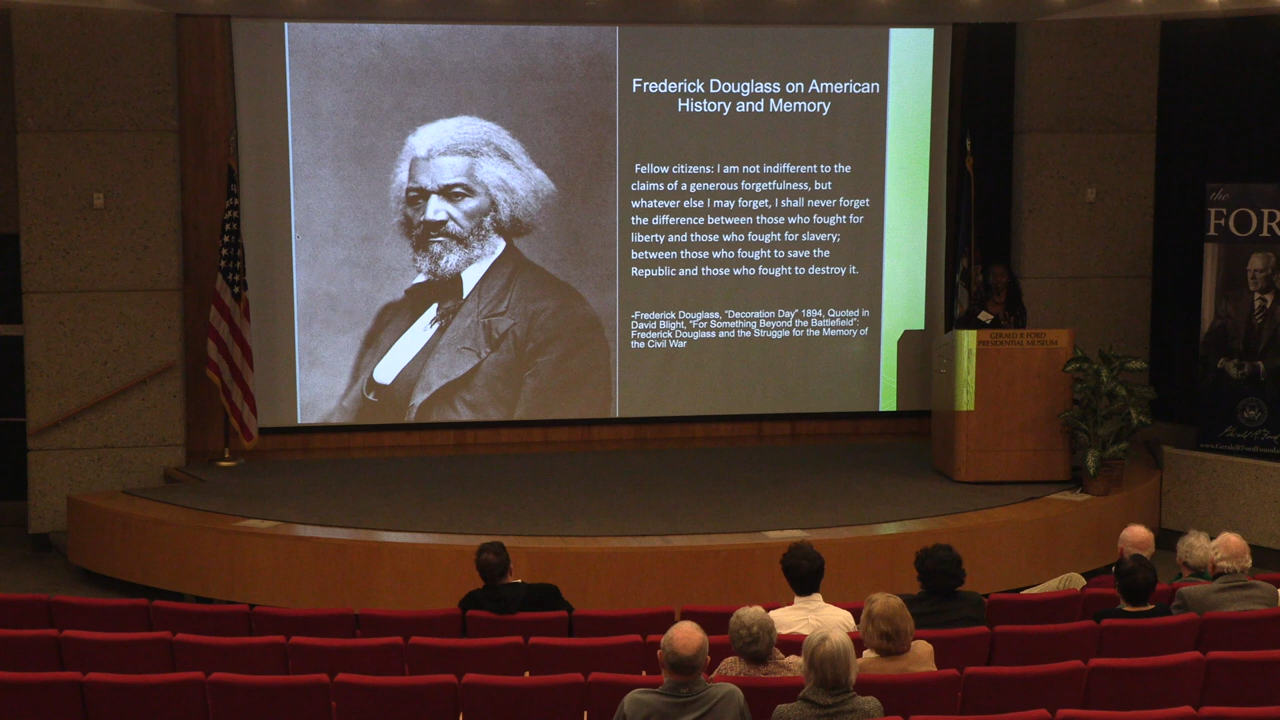 Frederick Douglass on American
History and Memory
Fellow citizens: I am not indifferent to the
claims of a generous forgetfulness, but
whatever else I may forget, I shall never forget
the difference between those who fought for
liberty and those who fought for slavery;
between those who fought to save the
Republic and those who fought to destroy it.
-Frederick Douglass, "Decoration Day" 1894, Quoted in
David Blight, "For Something Beyond the Battlefield":
Frederick Douglass and the Struggle for the Memory of
the Civil War
GERALD R FORD
PRESIDENTIAL MUSEUM
the
FOR